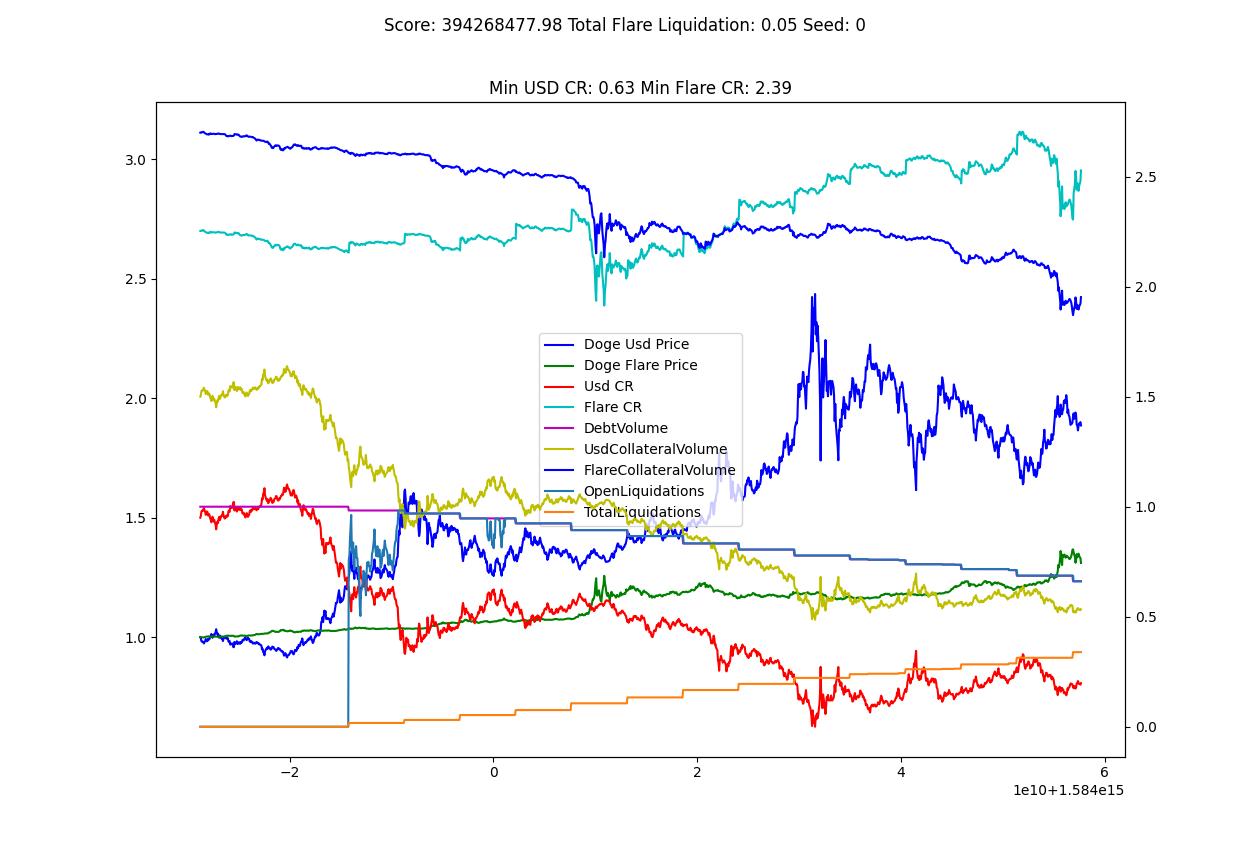 Score: 394268477.98 Total Flare Liquidation: 0.05 Seed: 0
Min USD CR: 0.63 Min Flare CR: 2.39
3.0
2.5
2.0
1.5
1.0
2.5
2.0
1.5
1.0
0.5
0.0
Doge Usd Price
Doge Flare Price
Usd CR
Flare CR
DebtVolume
UsdCollateralVolume
FlareCollateralVolume
OpenLiquidations
TotalLiquidations
−2 0 2 4 6
1e10+1.584e15